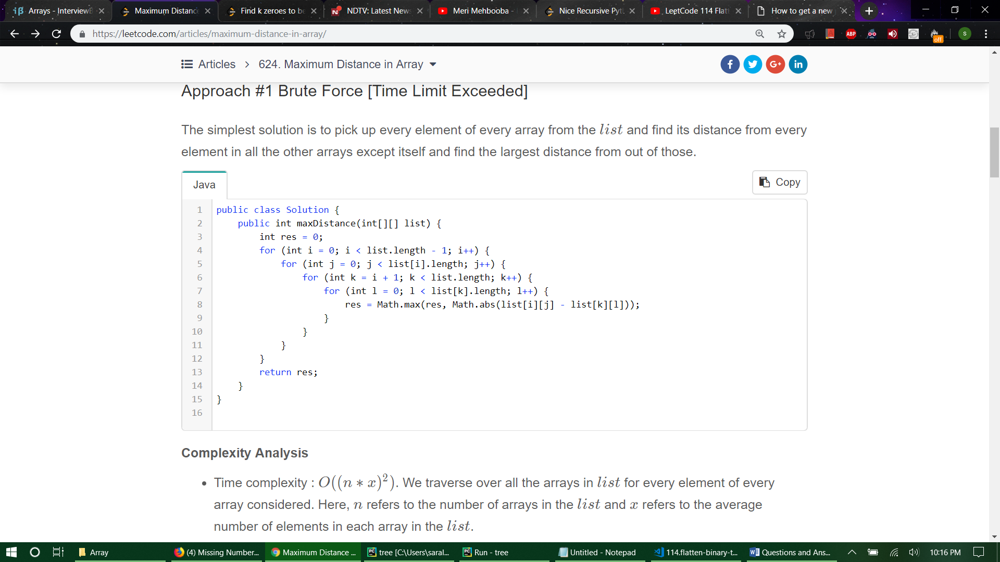 Arrays - InterviewB
Maximum Distanc
Find k zeroes to be
NDTV: Latest News
Meri Mehbooba -
Nice Recursive Pyt
LeetCode 114 Flatt
How to get a new
https://leetcode.com/articles/maximum-distance-in-array/
ABP
off
S
Articles > 624. Maximum Distance in Array
f
G+
in
Approach #1 Brute Force [Time Limit Exceeded]
The simplest solution is to pick up every element of every array from the list and find its distance from every
element in all the other arrays except itself and find the largest distance from out of those.
Java
Copy
1 public class Solution {
2     public int maxDistance(int[][] list) {
3         int res = 0;
4         for (int i = 0; i < list.length - 1; i++) {
5             for (int j = 0; j < list[i].length; j++) {
6                 for (int k = i + 1; k < list.length; k++) {
7                     for (int l = 0; l < list[k].length; l++) {
8                         res = Math.max(res, Math.abs(list[i][j] - list[k][l]));
9                     }
10                 }
11             }
12         }
13         return res;
14     }
15 }
16
Complexity Analysis
• Time complexity : O((n * x)²). We traverse over all the arrays in list for every element of every
array considered. Here, n refers to the number of arrays in the list and x refers to the average
number of elements in each array in the list.
Array
(4) Missing Number...
Maximum Distance ...
tree [C:\Users\saral...
Run - tree
Untitled - Notepad
114.flatten-binary-t...
Questions and Ans...
10:16 PM